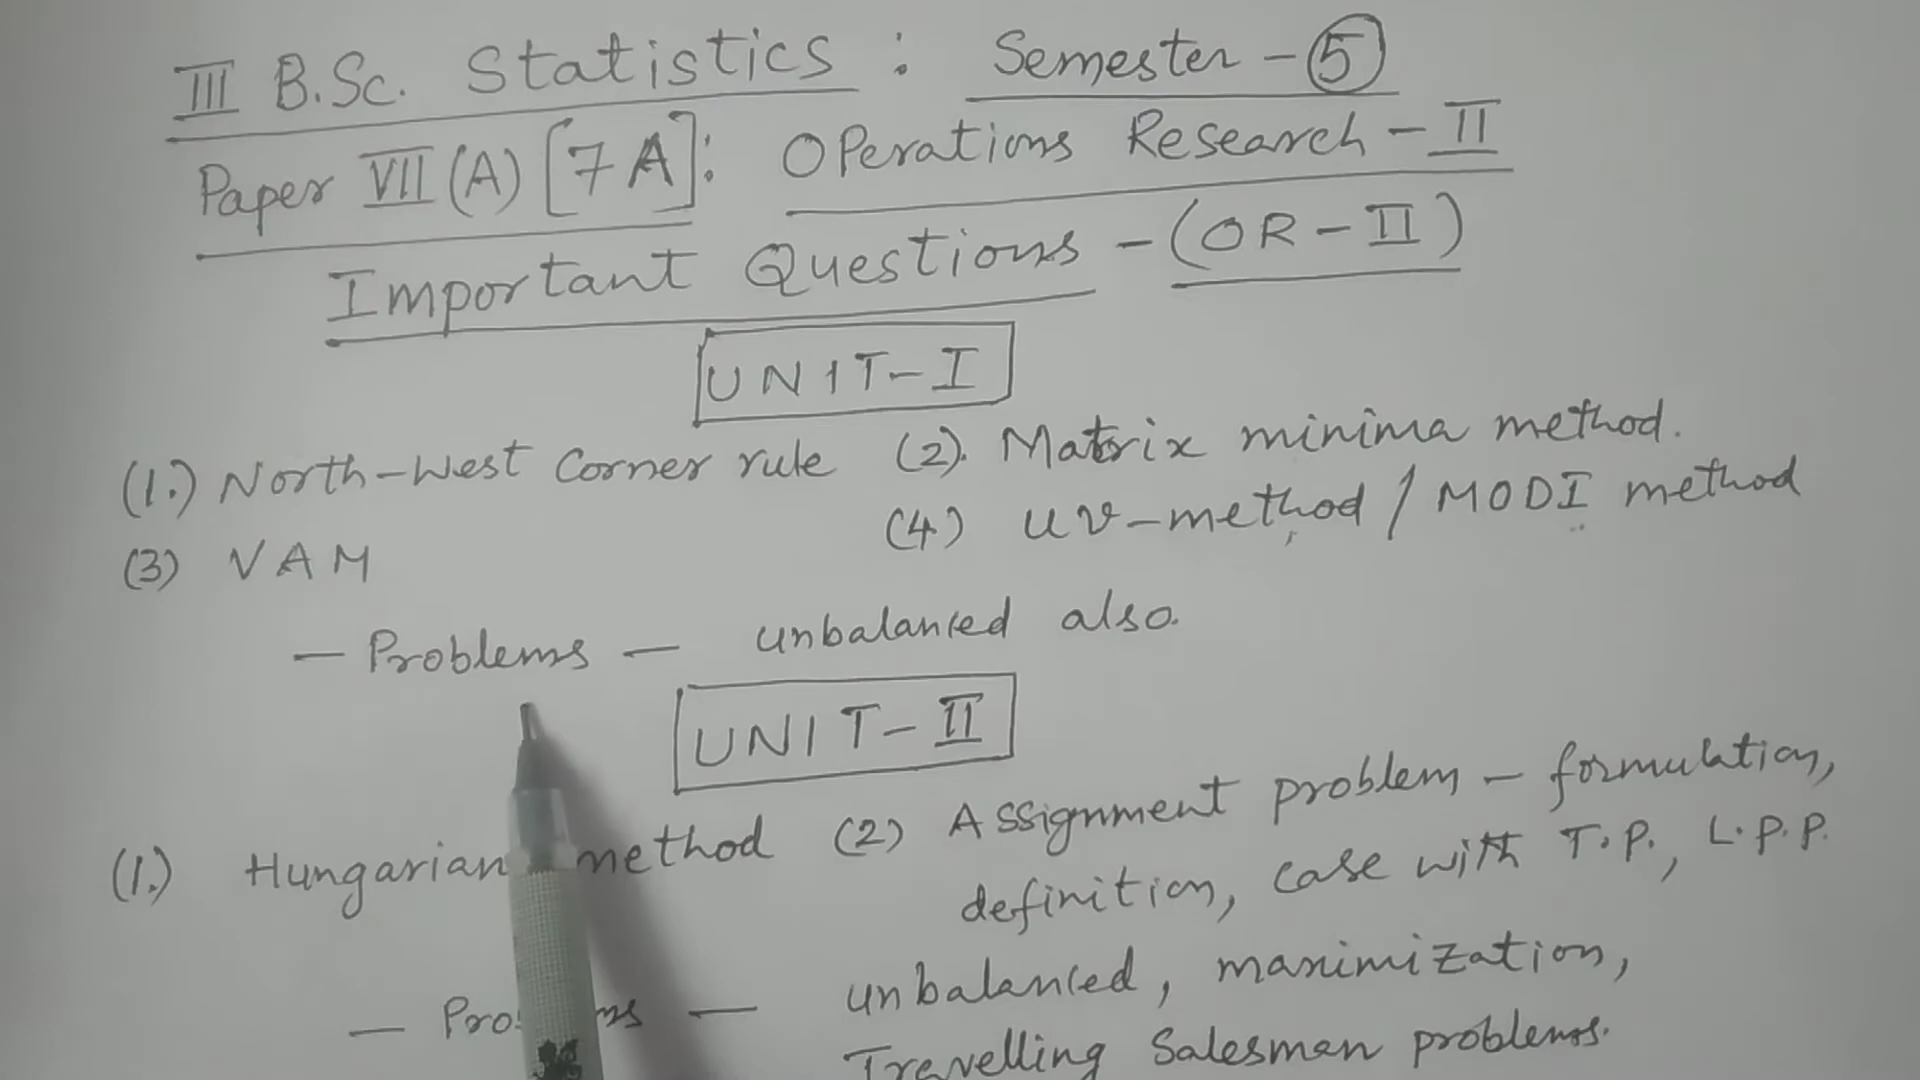 III B.Sc. Statistics : Semester - 5
Paper VII (A) [7A]: Operations Research - II
Important Questions - (OR - II)
UNIT - I
(1.) North-West Corner rule (2). Matrix minima method.
(3) VAM (4) uv-method / MODI method
- Problems - unbalanced also.
UNIT - II
(1.) Hungarian method (2) Assignment problem - formulation,
definition, case with T.P., L.P.P.
- unbalanced, maximization,
Travelling Salesman problems.